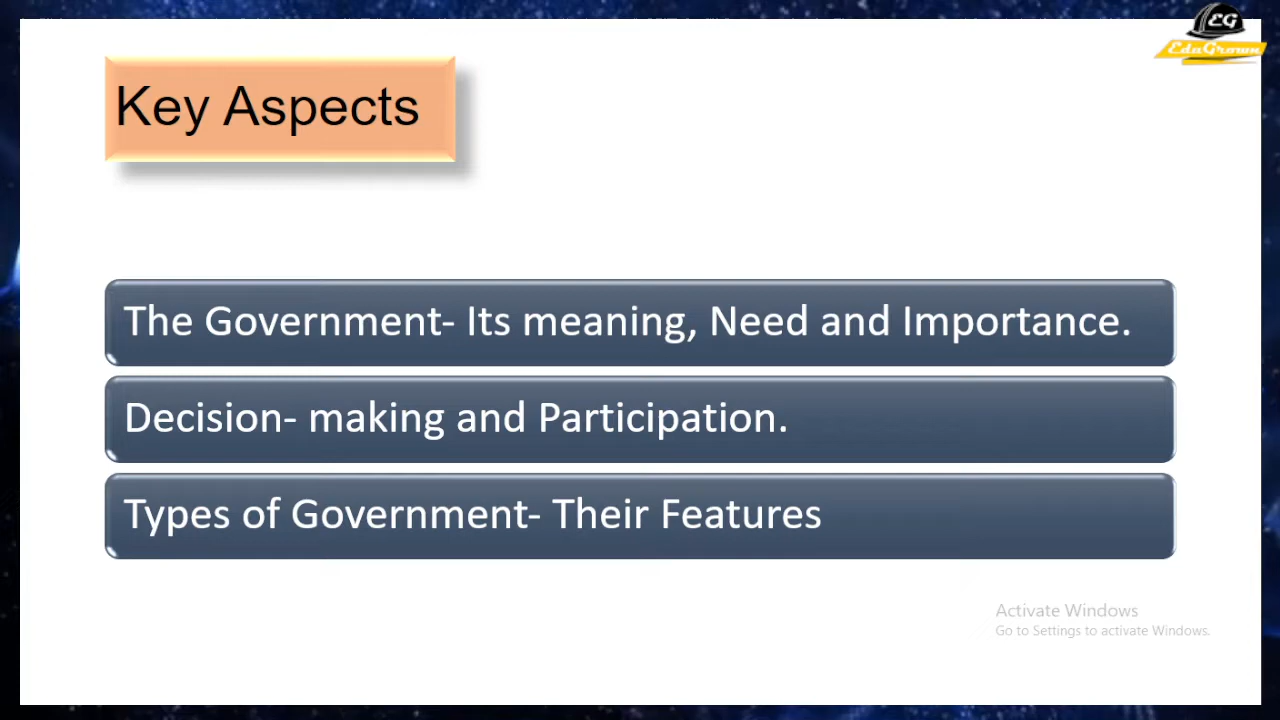 EG
EduGrown
Key Aspects
The Government- Its meaning, Need and Importance.
Decision- making and Participation.
Types of Government- Their Features
Activate Windows
Go to Settings to activate Windows.